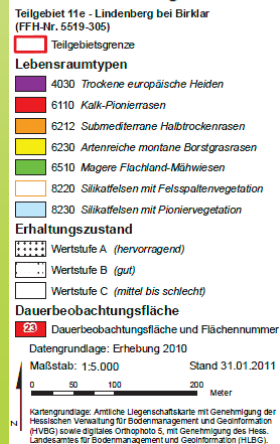 Teilgebiet 11e - Lindenberg bei Birklar
(FFH-Nr. 5519-305)
Teilgebietsgrenze
Lebensraumtypen
4030 Trockene europäische Heiden
6110 Kalk-Pionierrasen
6212 Submediterrane Halbtrockenrasen
6230 Artenreiche montane Borstgrasrasen
6510 Magere Flachland-Mähwiesen
8220 Silikatfelsen mit Felsspaltenvegetation
8230 Silikatfelsen mit Pioniervegetation
Erhaltungszustand
Wertstufe A (hervorragend)
Wertstufe B (gut)
Wertstufe C (mittel bis schlecht)
Dauerbeobachtungsfläche
23 Dauerbeobachtungsfläche und Flächennummer
Datengrundlage: Erhebung 2010
Maßstab: 1:5.000 Stand 31.01.2011
0 50 100 200
Meter
N
Kartengrundlage: Amtliche Liegenschaftskarte mit Genehmigung der
Hessischen Verwaltung für Bodenmanagement und Geoinformation
(HVBG) sowie digitales Orthophoto 5, mit Genehmigung des Hess.
Landesamtes für Bodenmanagement und Geoinformation (HLBG).